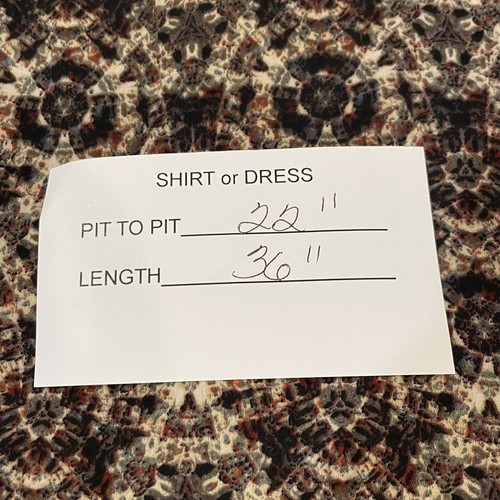 SHIRT or DRESS
PIT TO PIT 22"
LENGTH 36"